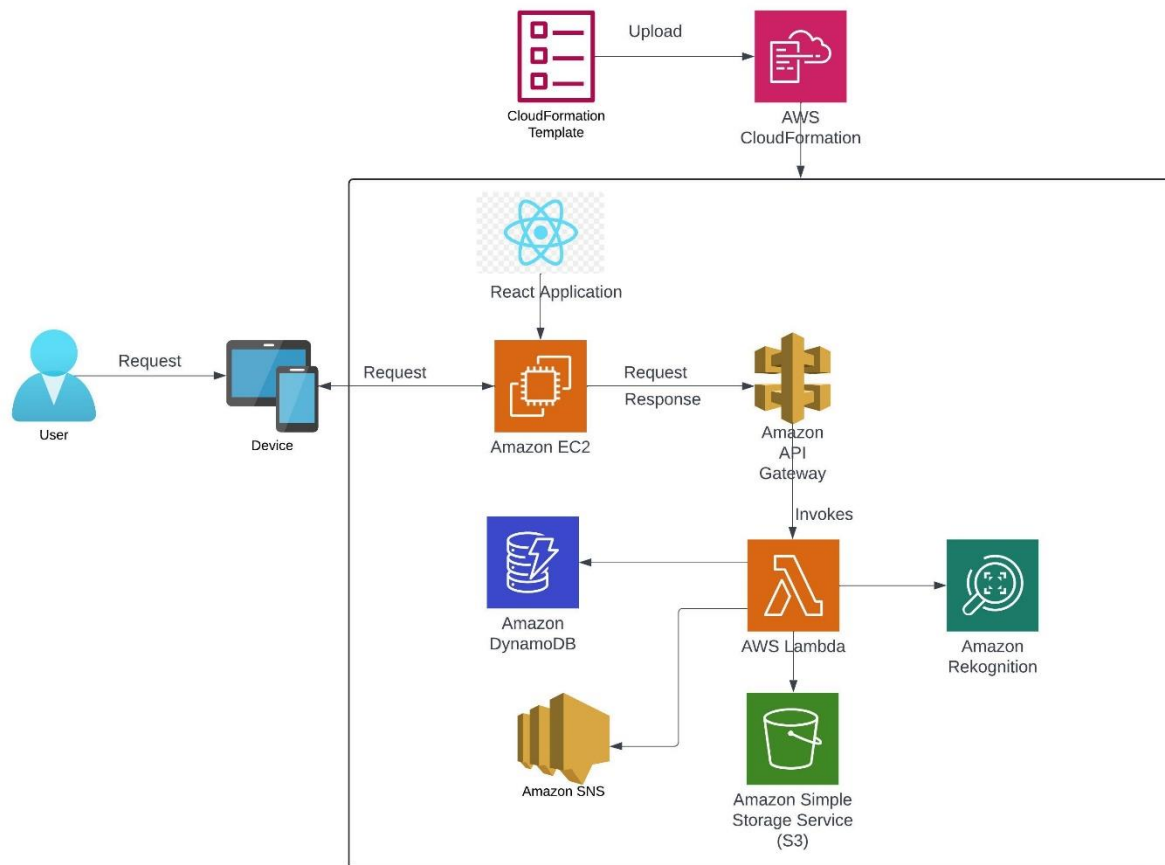 Upload
CloudFormation
Template
AWS
CloudFormation
React Application
Request
User
Device
Request
Amazon EC2
Request
Response
Amazon
API
Gateway
Invokes
Amazon
DynamoDB
AWS Lambda
Amazon
Rekognition
Amazon SNS
Amazon Simple
Storage Service
(S3)